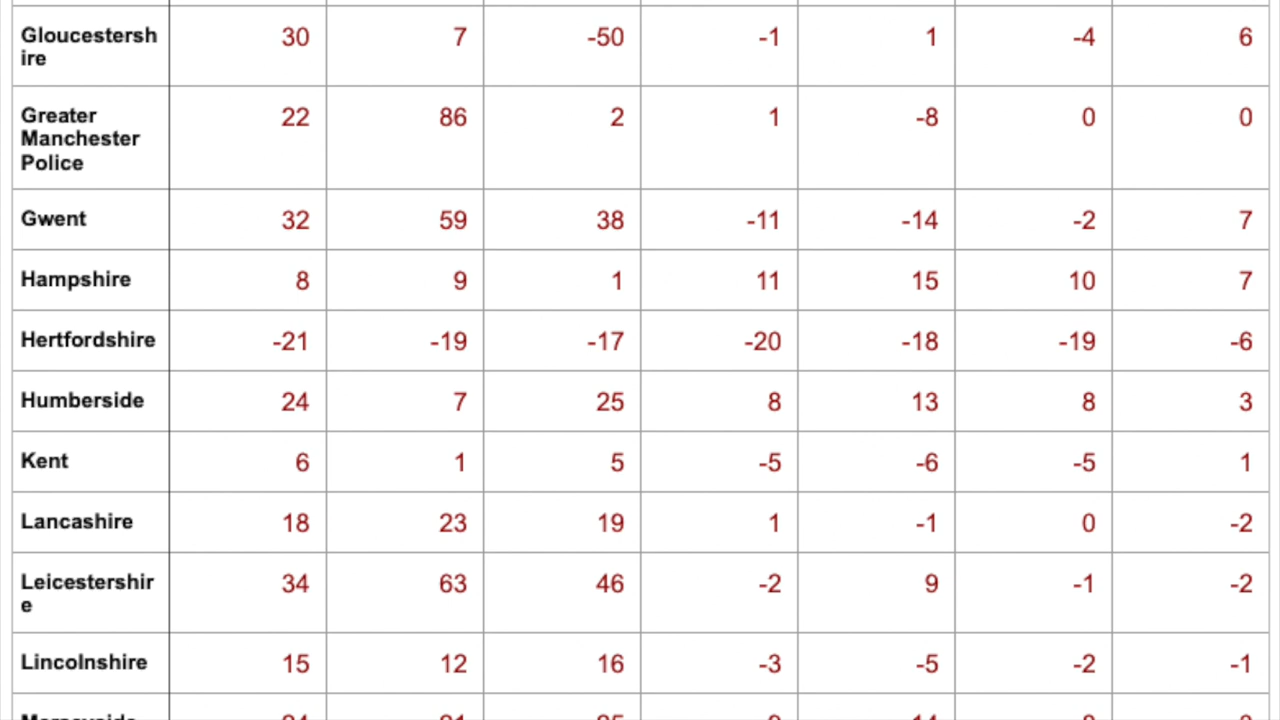 Gloucestersh 30 7 -50 -1 1 -4 6
ire
Greater 22 86 2 1 -8 0 0
Manchester
Police
Gwent 32 59 38 -11 -14 -2 7
Hampshire 8 9 1 11 15 10 7
Hertfordshire -21 -19 -17 -20 -18 -19 -6
Humberside 24 7 25 8 13 8 3
Kent 6 1 5 -5 -6 -5 1
Lancashire 18 23 19 1 -1 0 -2
Leicestershir 34 63 46 -2 9 -1 -2
e
Lincolnshire 15 12 16 -3 -5 -2 -1